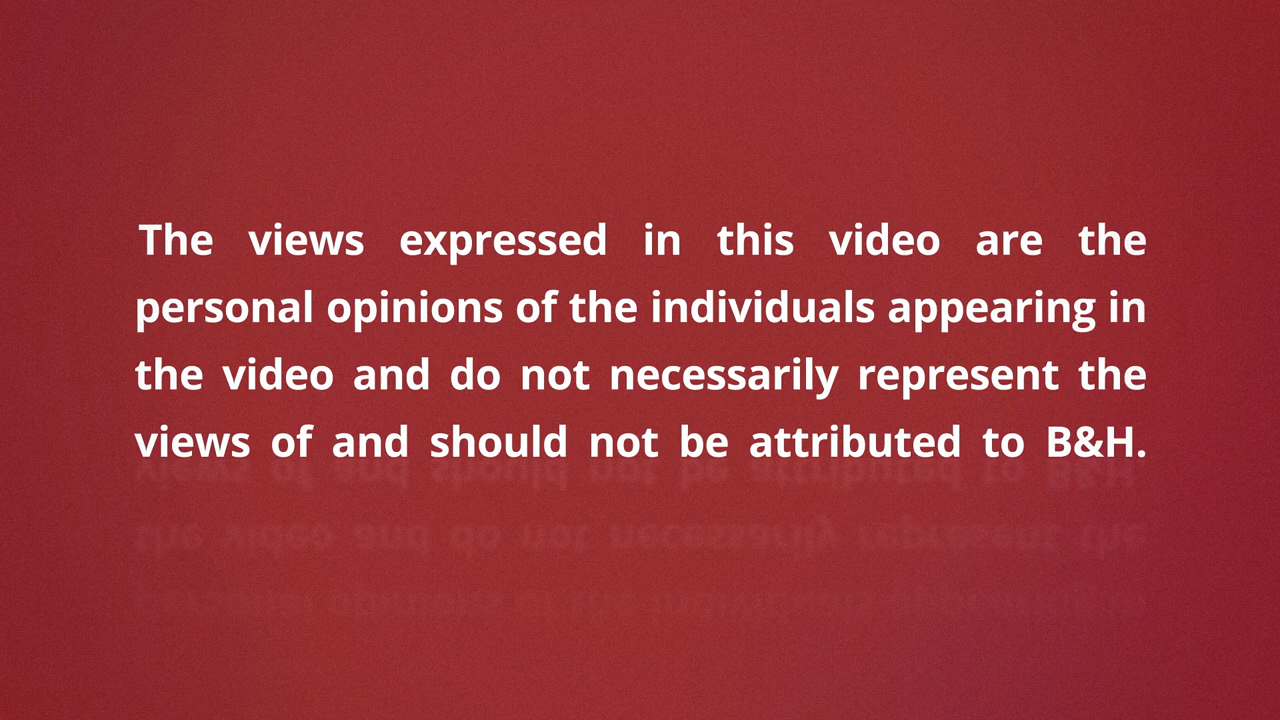 The views expressed in this video are the
personal opinions of the individuals appearing in
the video and do not necessarily represent the
views of and should not be attributed to B&H.